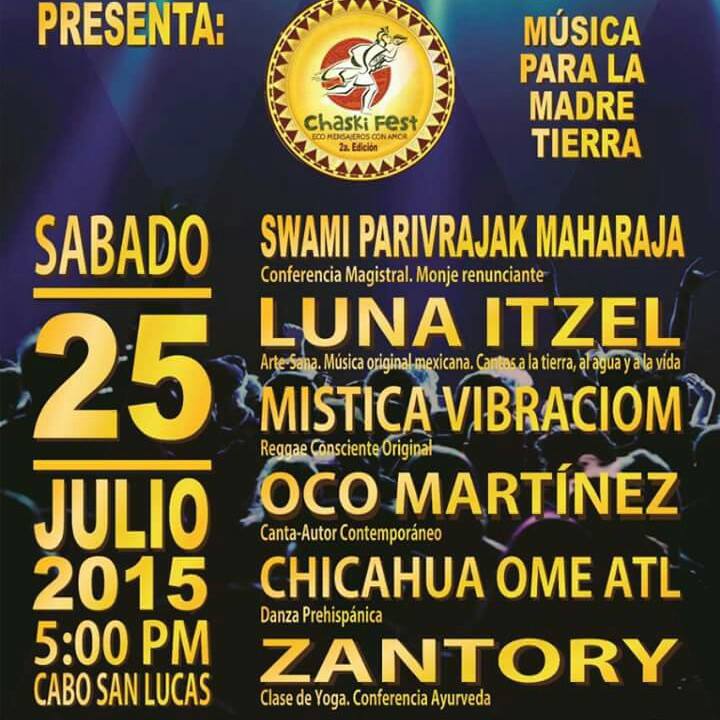 PRESENTA:
Chaski Fest
ECO MENSAJEROS CON AMOR
2a. Edición
MÚSICA
PARA LA
MADRE
TIERRA
SABADO
25
JULIO
2015
5:00 PM
CABO SAN LUCAS
SWAMI PARIVRAJAK MAHARAJA
Conferencia Magistral. Monje renunciante
LUNA ITZEL
Arte-Sana. Música original mexicana. Cantos a la tierra, al agua y a la vida
MISTICA VIBRACIOM
Reggae Consciente Original
OCO MARTÍNEZ
Canta-Autor Contemporáneo
CHICAHUA OME ATL
Danza Prehispánica
ZANTORY
Clase de Yoga. Conferencia Ayurveda